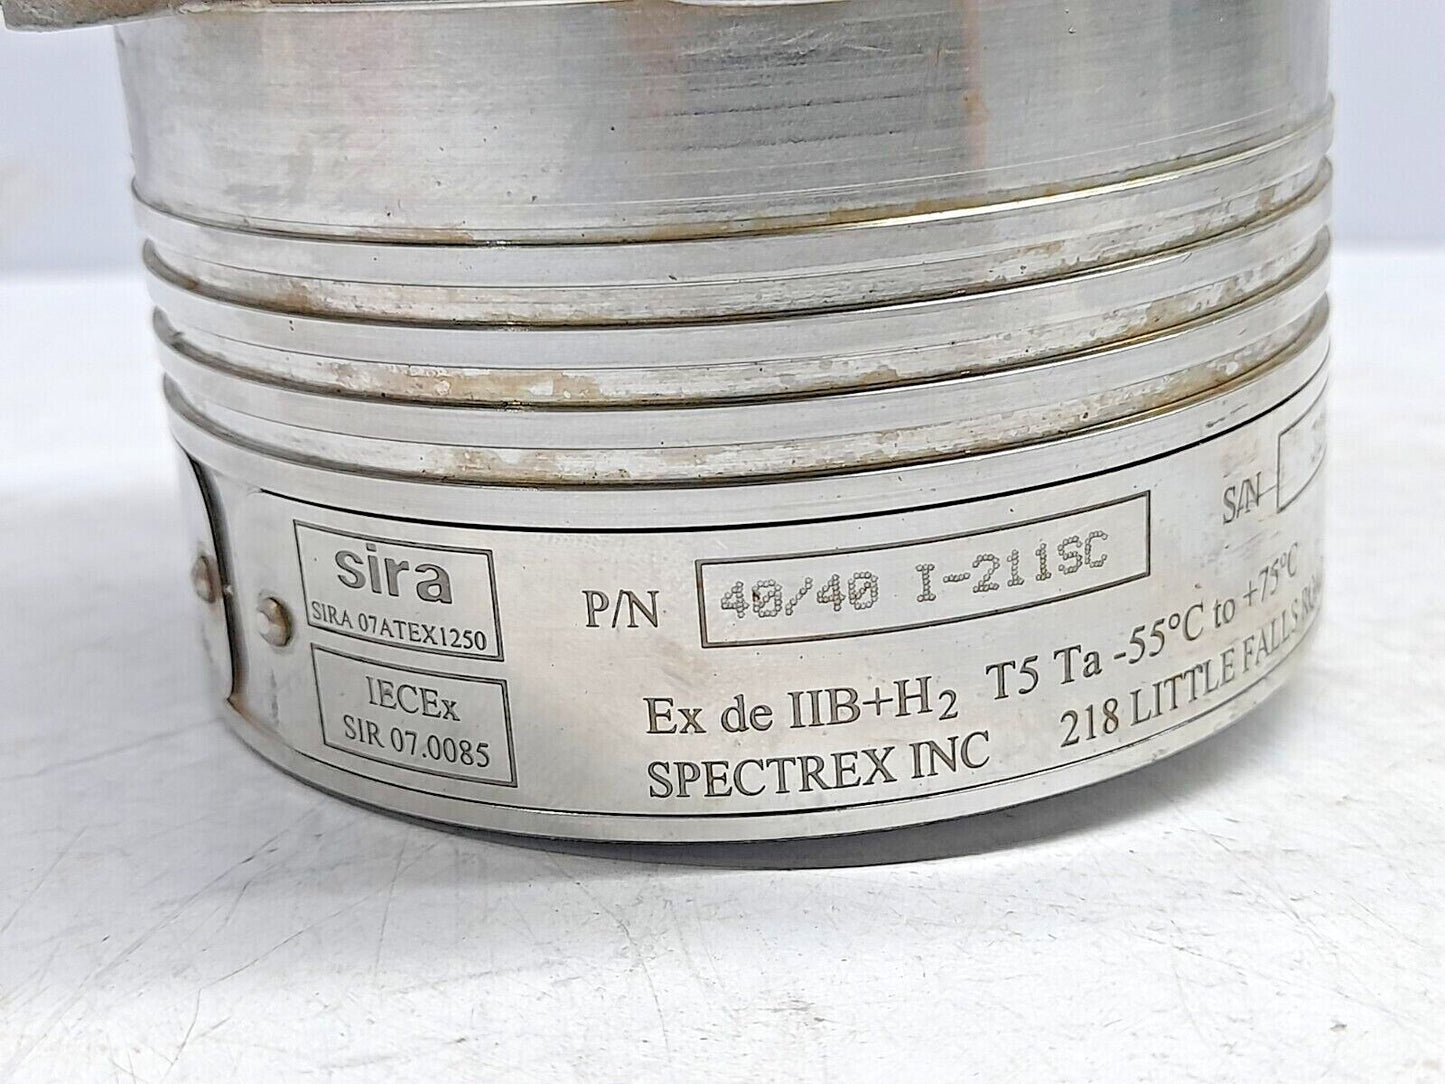 sira
SIRA 07ATEX1250
IECEx
SIR 07.0085
P/N 40/40 I-211SC
S/N
Ex de IIB+H2 T5 Ta -55°C to +75°C
SPECTREX INC 218 LITTLE FALLS